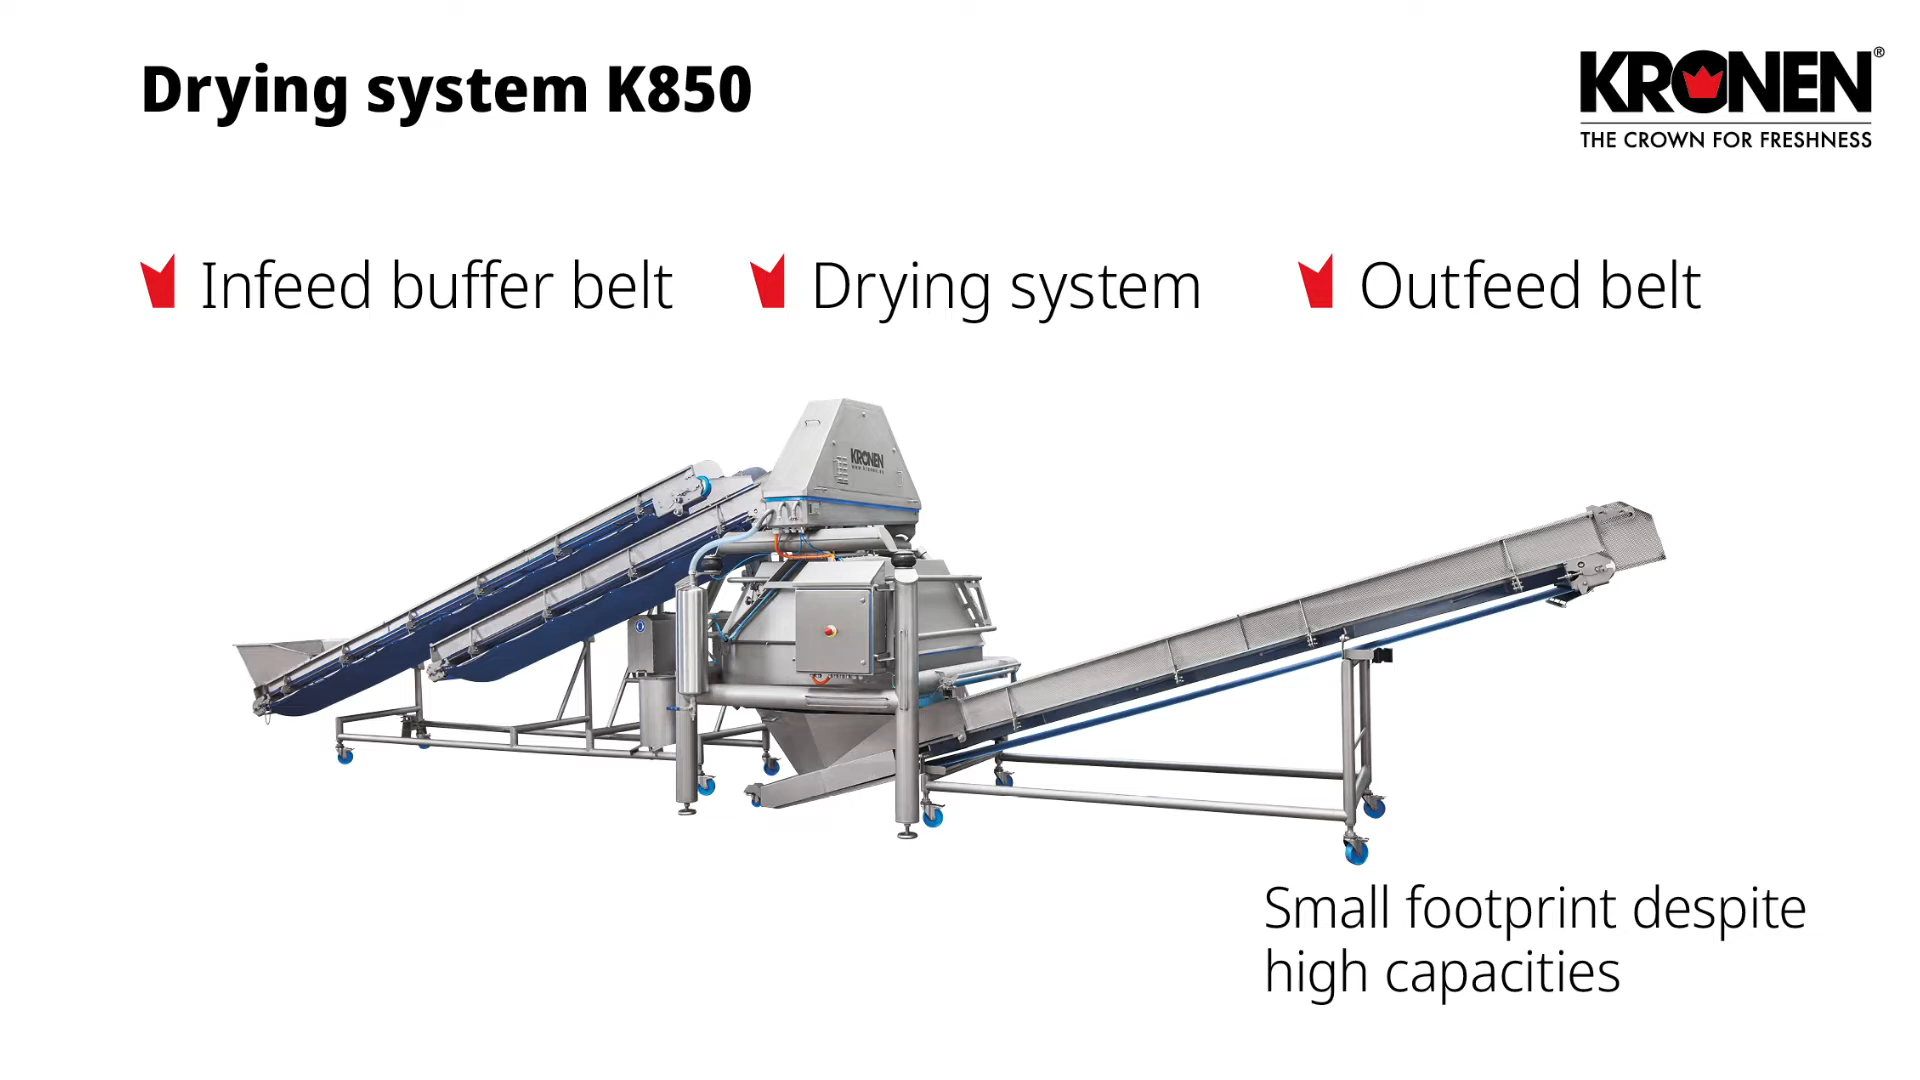 Drying system K850
KRONEN®
THE CROWN FOR FRESHNESS
Infeed buffer belt
Drying system
Outfeed belt
KRONEN
Small footprint despite
high capacities